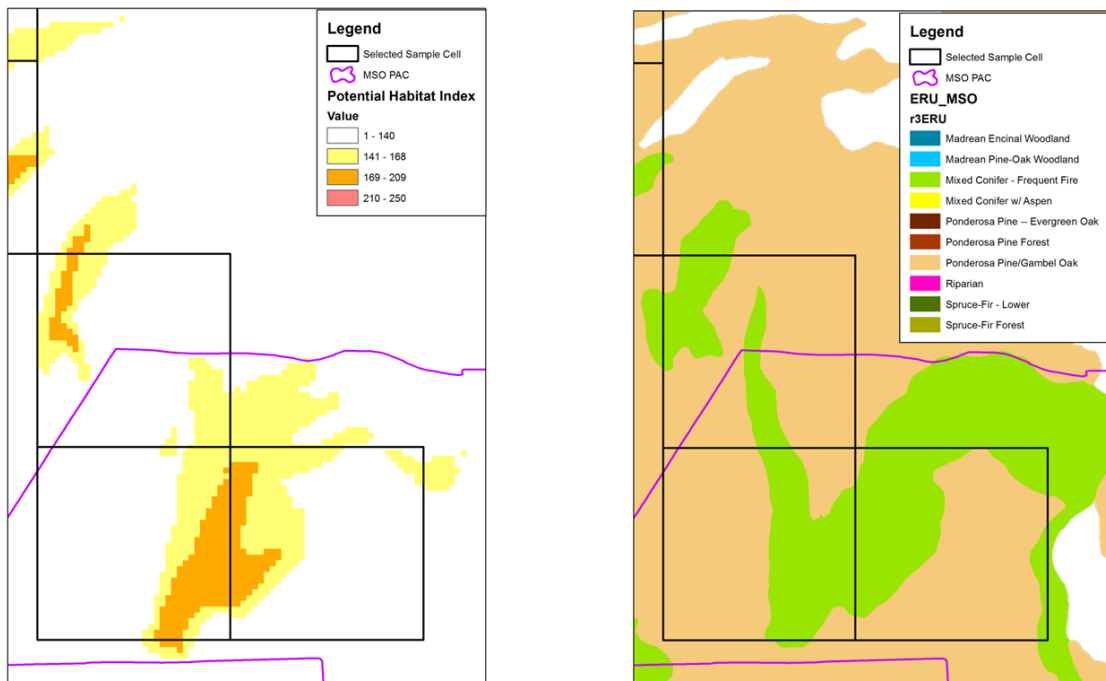 Legend
Selected Sample Cell
MSO PAC
Potential Habitat Index
Value
1 - 140
141 - 168
169 - 209
210 - 250
Legend
Selected Sample Cell
MSO PAC
ERU_MSO
r3ERU
Madrean Encinal Woodland
Madrean Pine-Oak Woodland
Mixed Conifer - Frequent Fire
Mixed Conifer w/ Aspen
Ponderosa Pine -- Evergreen Oak
Ponderosa Pine Forest
Ponderosa Pine/Gambel Oak
Riparian
Spruce-Fir - Lower
Spruce-Fir Forest